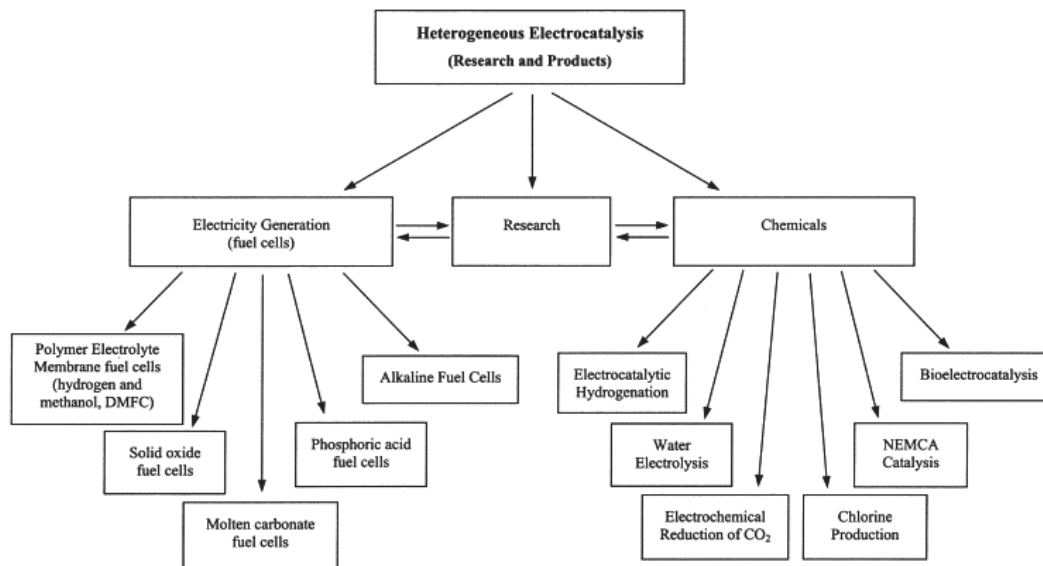 Heterogeneous Electrocatalysis
(Research and Products)
Electricity Generation
(fuel cells)
Research
Chemicals
Polymer Electrolyte
Membrane fuel cells
(hydrogen and
methanol, DMFC)
Alkaline Fuel Cells
Solid oxide
fuel cells
Phosphoric acid
fuel cells
Molten carbonate
fuel cells
Electrocatalytic
Hydrogenation
Bioelectrocatalysis
Water
Electrolysis
NEMCA
Catalysis
Electrochemical
Reduction of CO₂
Chlorine
Production